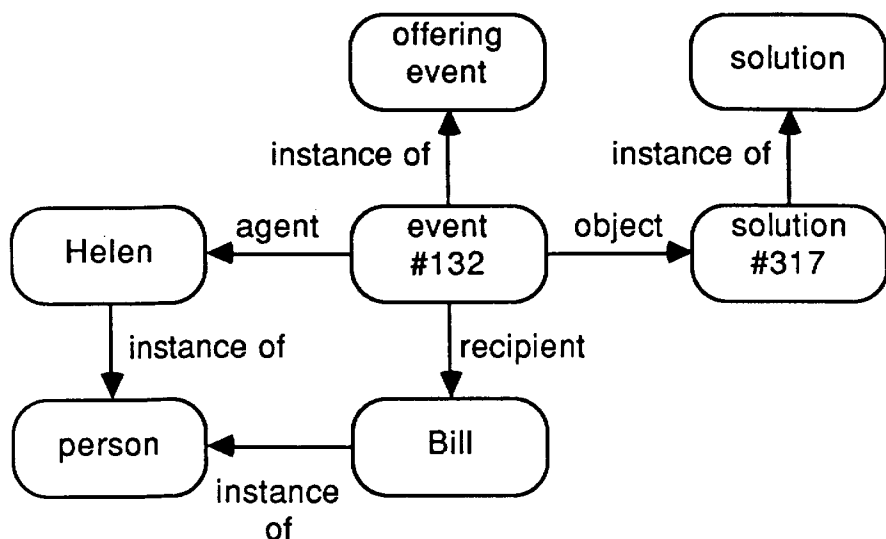 offering
event
solution
instance of
instance of
Helen
agent
event
#132
object
solution
#317
instance of
recipient
person
Bill
instance
of